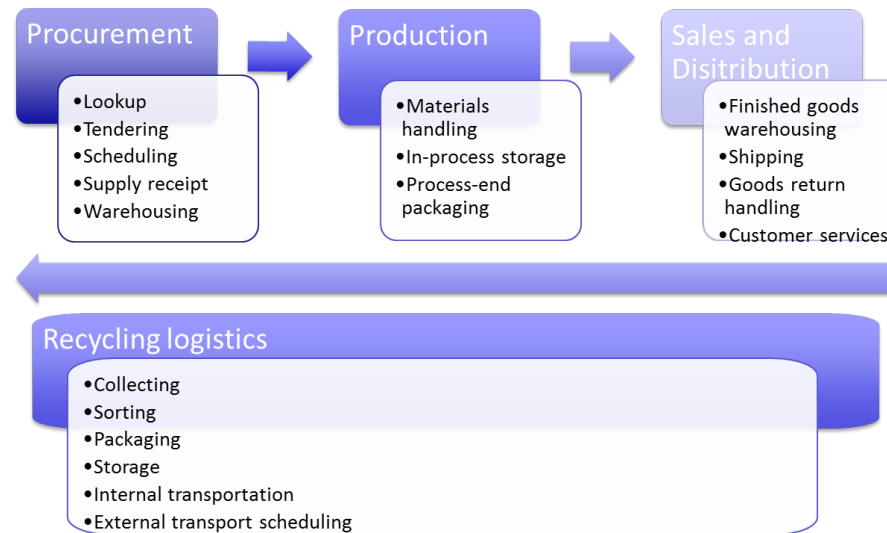 Procurement
•Lookup
•Tendering
•Scheduling
•Supply receipt
•Warehousing
Production
•Materials
handling
•In-process storage
•Process-end
packaging
Sales and
Disitribution
•Finished goods
warehousing
•Shipping
•Goods return
handling
•Customer services
Recycling logistics
•Collecting
•Sorting
•Packaging
•Storage
•Internal transportation
•External transport scheduling